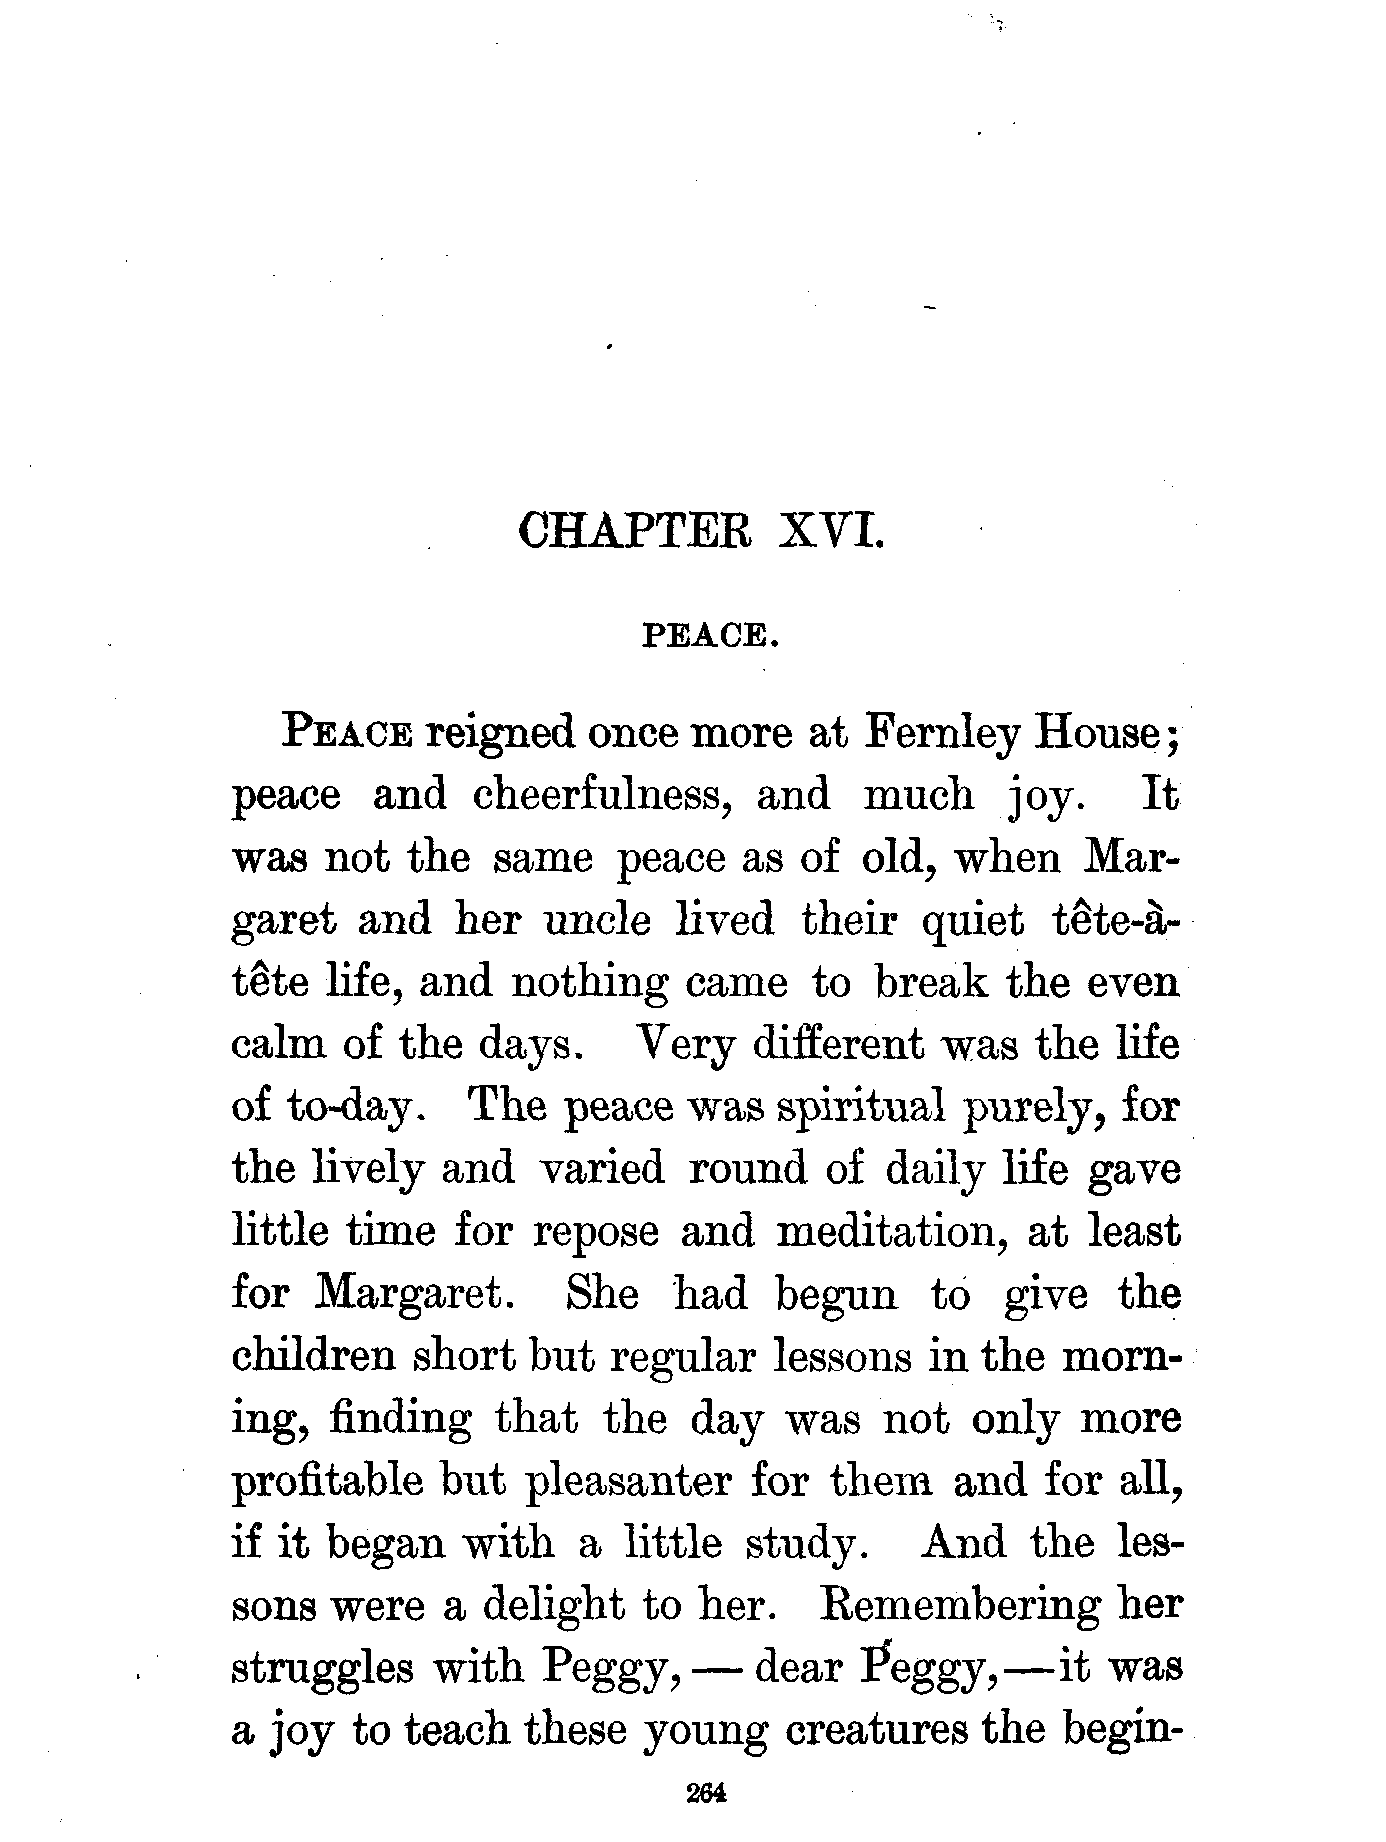 CHAPTER XVI.
PEACE.
PEACE reigned once more at Fernley House;
peace and cheerfulness, and much joy. It
was not the same peace as of old, when Mar-
garet and her uncle lived their quiet tête-à-
tête life, and nothing came to break the even
calm of the days. Very different was the life
of to-day. The peace was spiritual purely, for
the lively and varied round of daily life gave
little time for repose and meditation, at least
for Margaret. She had begun to give the
children short but regular lessons in the morn-
ing, finding that the day was not only more
profitable but pleasanter for them and for all,
if it began with a little study. And the les-
sons were a delight to her. Remembering her
struggles with Peggy, — dear Peggy,—it was
a joy to teach these young creatures the begin-
264